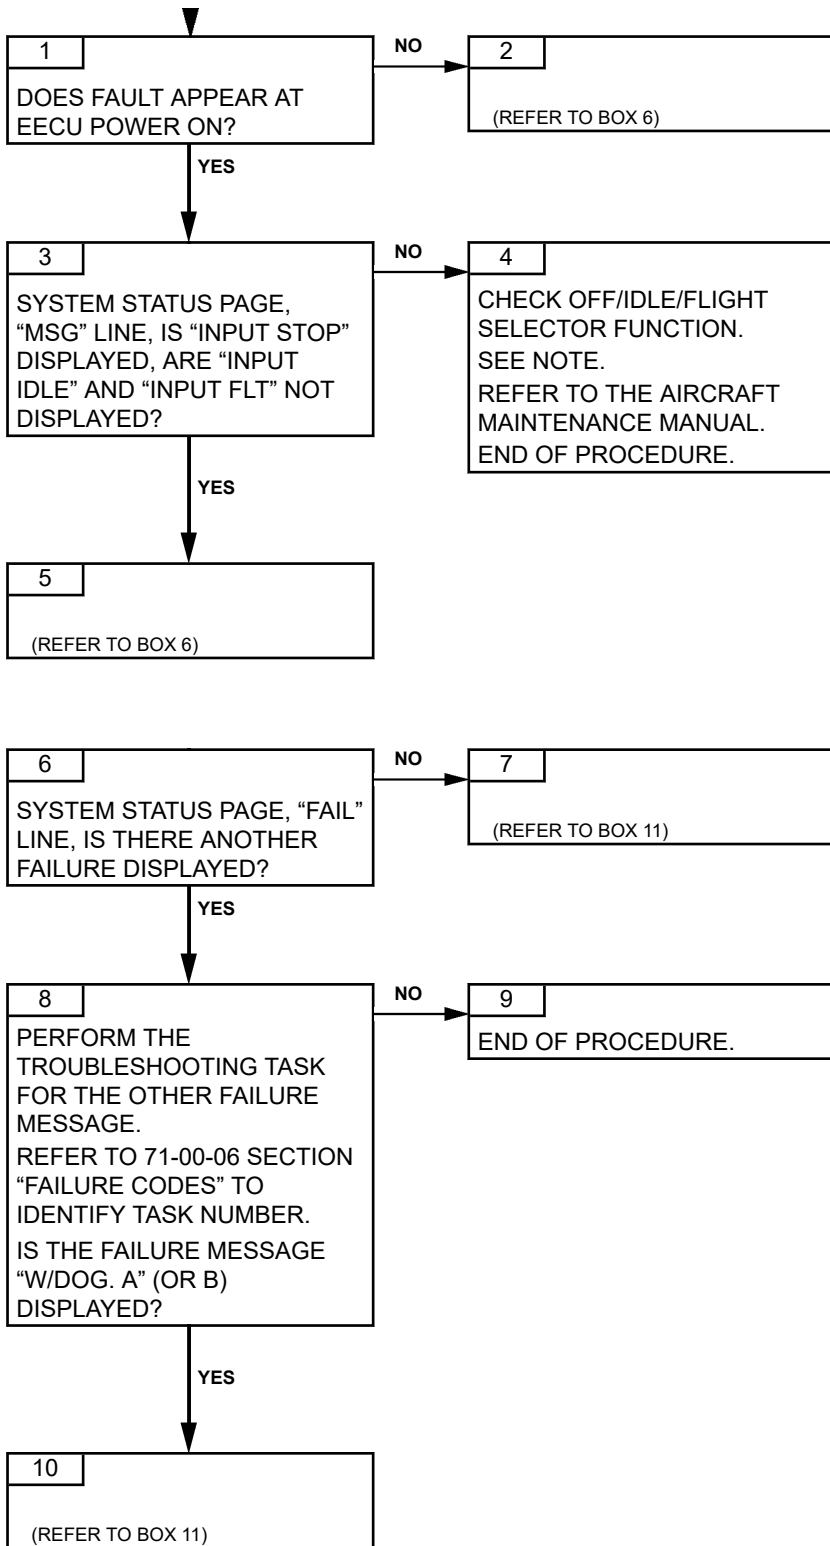 1
DOES FAULT APPEAR AT
EECU POWER ON?
NO
2
(REFER TO BOX 6)
YES
3
SYSTEM STATUS PAGE,
“MSG” LINE, IS “INPUT STOP”
DISPLAYED, ARE “INPUT
IDLE” AND “INPUT FLT” NOT
DISPLAYED?
NO
4
CHECK OFF/IDLE/FLIGHT
SELECTOR FUNCTION.
SEE NOTE.
REFER TO THE AIRCRAFT
MAINTENANCE MANUAL.
END OF PROCEDURE.
YES
5
(REFER TO BOX 6)
6
SYSTEM STATUS PAGE, “FAIL”
LINE, IS THERE ANOTHER
FAILURE DISPLAYED?
NO
7
(REFER TO BOX 11)
YES
8
PERFORM THE
TROUBLESHOOTING TASK
FOR THE OTHER FAILURE
MESSAGE.
REFER TO 71-00-06 SECTION
“FAILURE CODES” TO
IDENTIFY TASK NUMBER.
IS THE FAILURE MESSAGE
“W/DOG. A” (OR B)
DISPLAYED?
NO
9
END OF PROCEDURE.
YES
10
(REFER TO BOX 11)